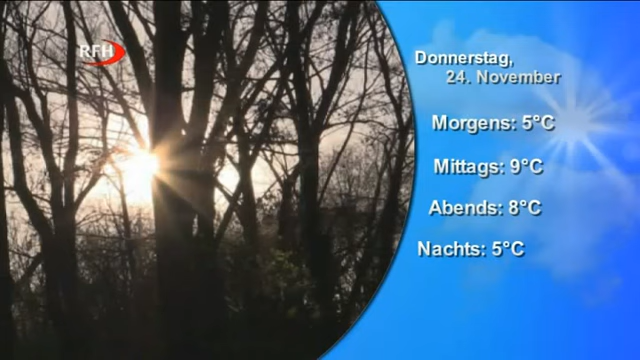 RFH
Donnerstag,
24. November
Morgens: 5°C
Mittags: 9°C
Abends: 8°C
Nachts: 5°C